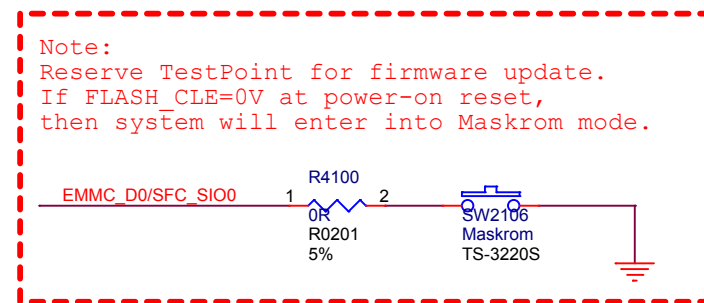 Note:
Reserve TestPoint for firmware update.
If FLASH_CLE=0V at power-on reset,
then system will enter into Maskrom mode.
EMMC_D0/SFC_SIO0
R4100
1
2
0R
R0201
5%
SW2106
Maskrom
TS-3220S